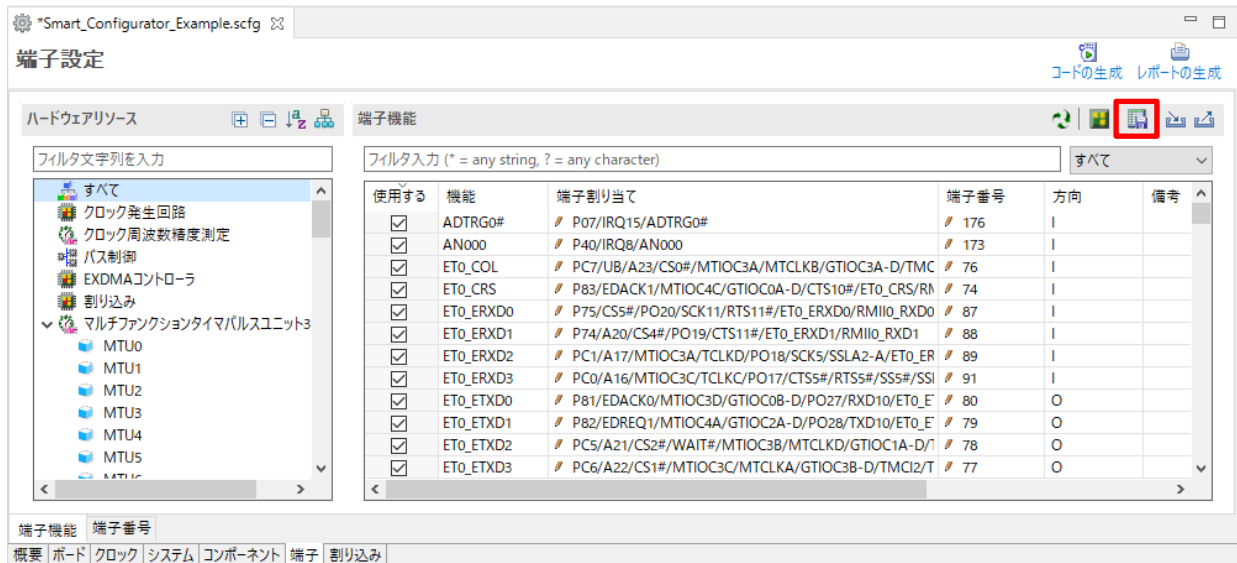 *Smart_Configurator_Example.scfg
端子設定
コードの生成 レポートの生成
ハードウェアリソース
端子機能
フィルタ文字列を入力
フィルタ入力 (* = any string, ? = any character)
すべて
すべて
クロック発生回路
クロック周波数精度測定
バス制御
EXDMAコントローラ
割り込み
マルチファンクションタイマパルスユニット3
MTU0
MTU1
MTU2
MTU3
MTU4
MTU5
使用する 機能 端子割り当て 端子番号 方向 備考
ADTRG0# P07/IRQ15/ADTRG0# 176 I
AN000 P40/IRQ8/AN000 173 I
ET0_COL PC7/UB/A23/CS0#/MTIOC3A/MTCLKB/GTIOC3A-D/TMC 76 I
ET0_CRS P83/EDACK1/MTIOC4C/GTIOC0A-D/CTS10#/ET0_CRS/RM 74 I
ET0_ERXD0 P75/CS5#/PO20/SCK11/RTS11#/ET0_ERXD0/RMII0_RXD0 87 I
ET0_ERXD1 P74/A20/CS4#/PO19/CTS11#/ET0_ERXD1/RMII0_RXD1 88 I
ET0_ERXD2 PC1/A17/MTIOC3A/TCLKD/PO18/SCK5/SSLA2-A/ET0_ER 89 I
ET0_ERXD3 PC0/A16/MTIOC3C/TCLKC/PO17/CTS5#/RTS5#/SS5#/SSI 91 I
ET0_ETXD0 P81/EDACK0/MTIOC3D/GTIOC0B-D/PO27/RXD10/ET0_E 80 O
ET0_ETXD1 P82/EDREQ1/MTIOC4A/GTIOC2A-D/PO28/TXD10/ET0_E 79 O
ET0_ETXD2 PC5/A21/CS2#/WAIT#/MTIOC3B/MTCLKD/GTIOC1A-D/T 78 O
ET0_ETXD3 PC6/A22/CS1#/MTIOC3C/MTCLKA/GTIOC3B-D/TMCI2/T 77 O
端子機能 端子番号
概要 ボード クロック システム コンポーネント 端子 割り込み